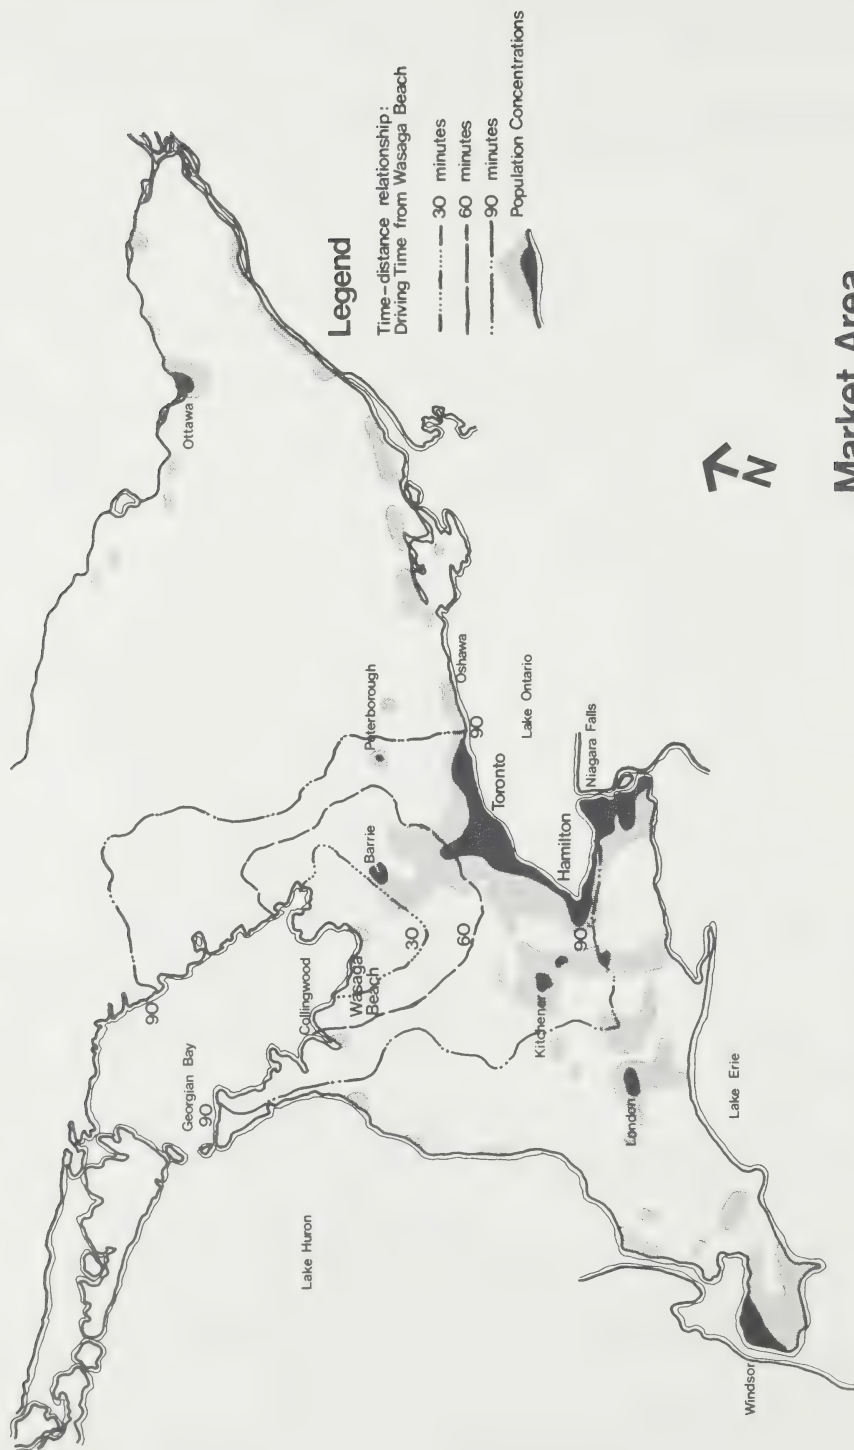 Legend
Time-distance relationship:
Driving Time from Wasaga Beach
30 minutes
60 minutes
90 minutes
Population Concentrations
Ottawa
Peterborough
Oshawa
90
Lake Ontario
Toronto
Niagara Falls
Hamilton
Barrie
30
60
90
Wasaga
Beach
Collingwood
Kitchener
90
Georgian Bay
90
London
Lake Erie
Lake Huron
Windsor
N
Market Area